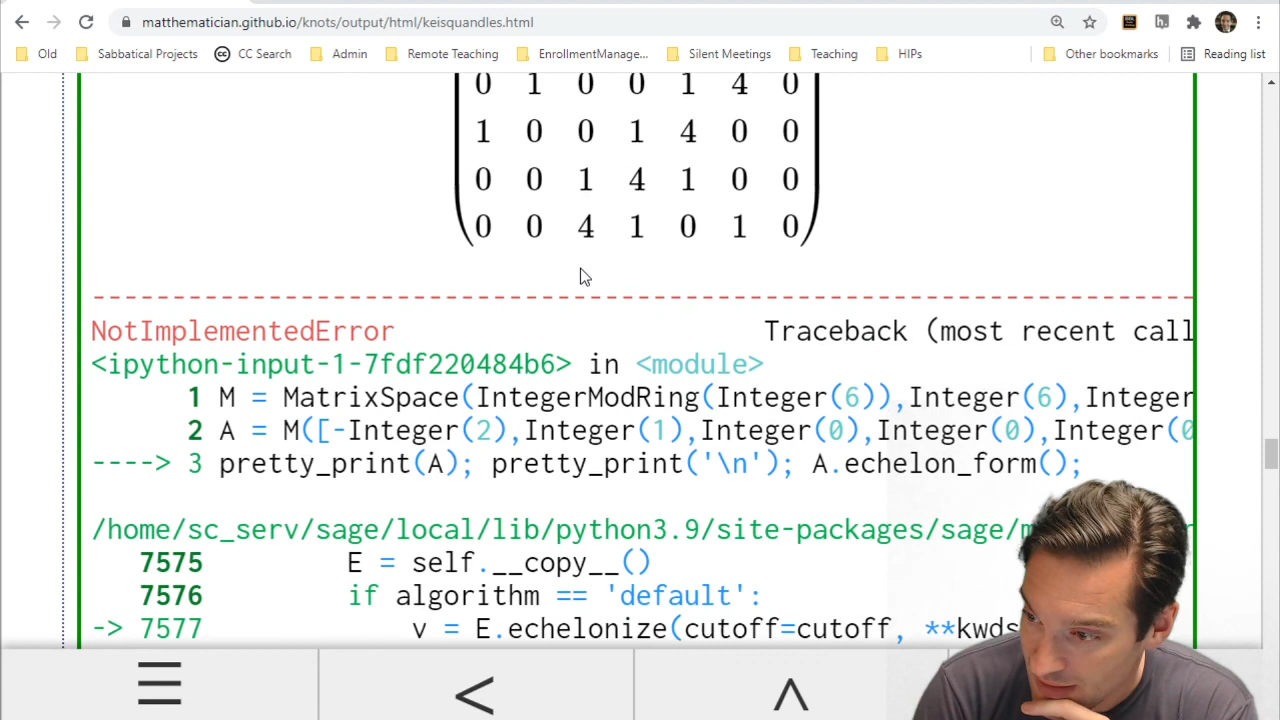 matthematician.github.io/knots/output/html/keisquandles.html
Old Sabbatical Projects CC Search Admin Remote Teaching EnrollmentManage... Silent Meetings Teaching HIPs Other bookmarks Reading list
0 1 0 0 1 4 0
1 0 0 1 4 0 0
0 0 1 4 1 0 0
0 0 4 1 0 1 0
NotImplementedError Traceback (most recent call
<ipython-input-1-7fdf220484b6> in <module>
1 M = MatrixSpace(IntegerModRing(Integer(6)),Integer(6),Integer
2 A = M([-Integer(2),Integer(1),Integer(0),Integer(0),Integer(0
----> 3 pretty_print(A); pretty_print('\n'); A.echelon_form();
/home/sc_serv/sage/local/lib/python3.9/site-packages/sage/m
7575 E = self.__copy__()
7576 if algorithm == 'default':
-> 7577 v = E.echelonize(cutoff=cutoff, **kwds